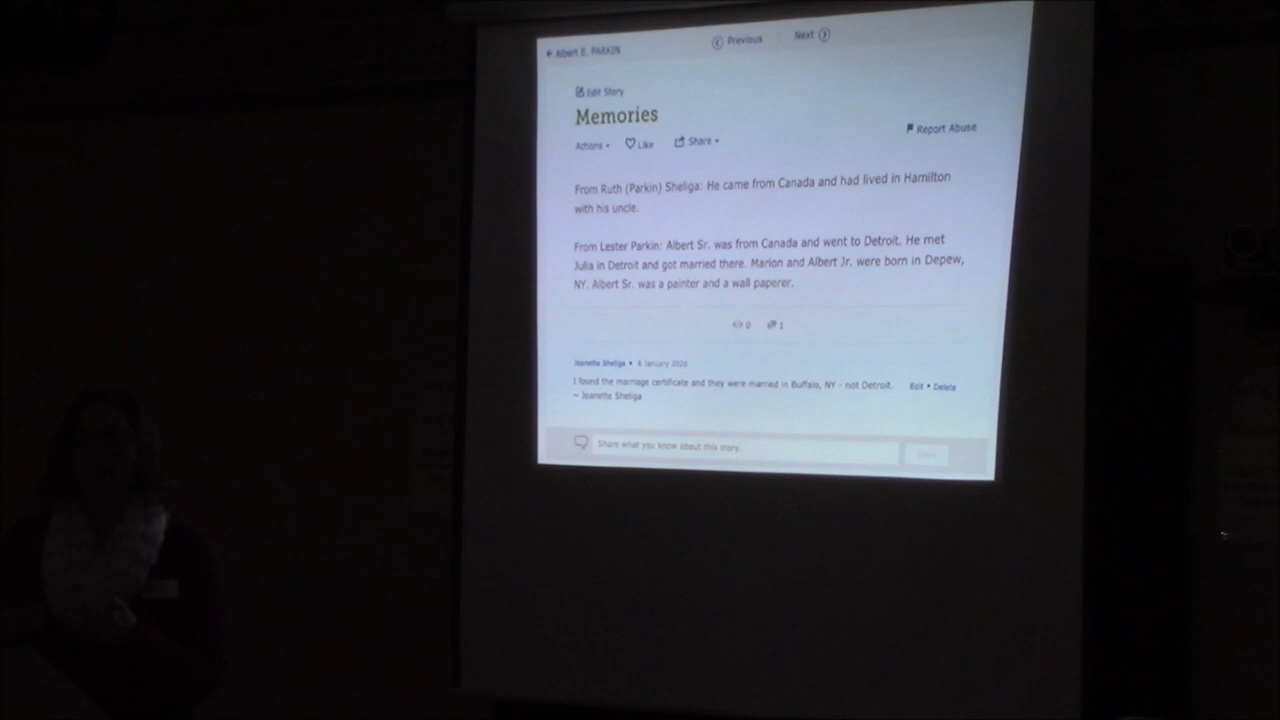 Albert E. PARKIN
Previous
Next
Edit Story
Memories
Actions
Like
Share
Report Abuse
From Ruth (Parkin) Sheliga: He came from Canada and had lived in Hamilton
with his uncle.
From Lester Parkin: Albert Sr. was from Canada and went to Detroit. He met
Julia in Detroit and got married there. Marion and Albert Jr. were born in Depew,
NY. Albert Sr. was a painter and a wall paperer.
0 1
Jeanette Sheliga • 6 January 2020
I found the marriage certificate and they were married in Buffalo, NY - not Detroit.
~ Jeanette Sheliga
Edit • Delete
Share what you know about this story.
Save